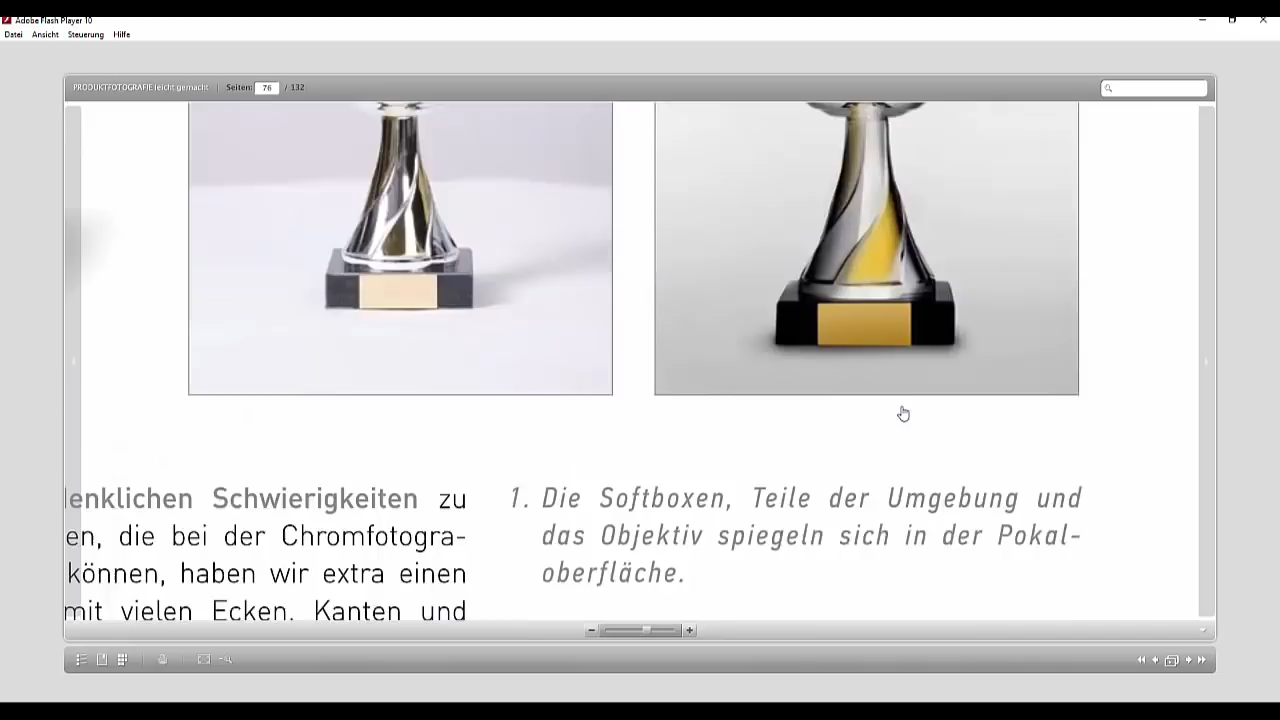 Adobe Flash Player 10
Datei Ansicht Steuerung Hilfe
PRODUKTFOTOGRAFIE leicht gemacht Seiten: 76 / 132
lenklichen Schwierigkeiten zu
en, die bei der Chromfotogra-
können, haben wir extra einen
mit vielen Ecken, Kanten und
1. Die Softboxen, Teile der Umgebung und
das Objektiv spiegeln sich in der Pokal-
oberfläche.